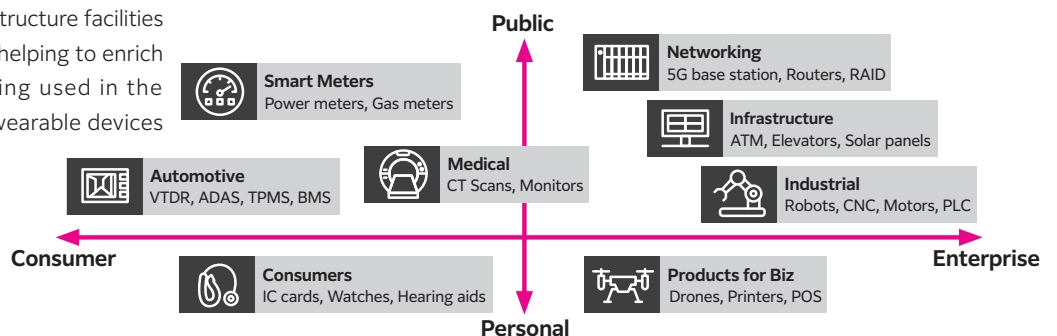 structure facilities
helping to enrich
ing used in the
wearable devices
Public
Networking
5G base station, Routers, RAID
Smart Meters
Power meters, Gas meters
Infrastructure
ATM, Elevators, Solar panels
Medical
CT Scans, Monitors
Automotive
VTDR, ADAS, TPMS, BMS
Industrial
Robots, CNC, Motors, PLC
Consumer
Enterprise
Consumers
IC cards, Watches, Hearing aids
Products for Biz
Drones, Printers, POS
Personal